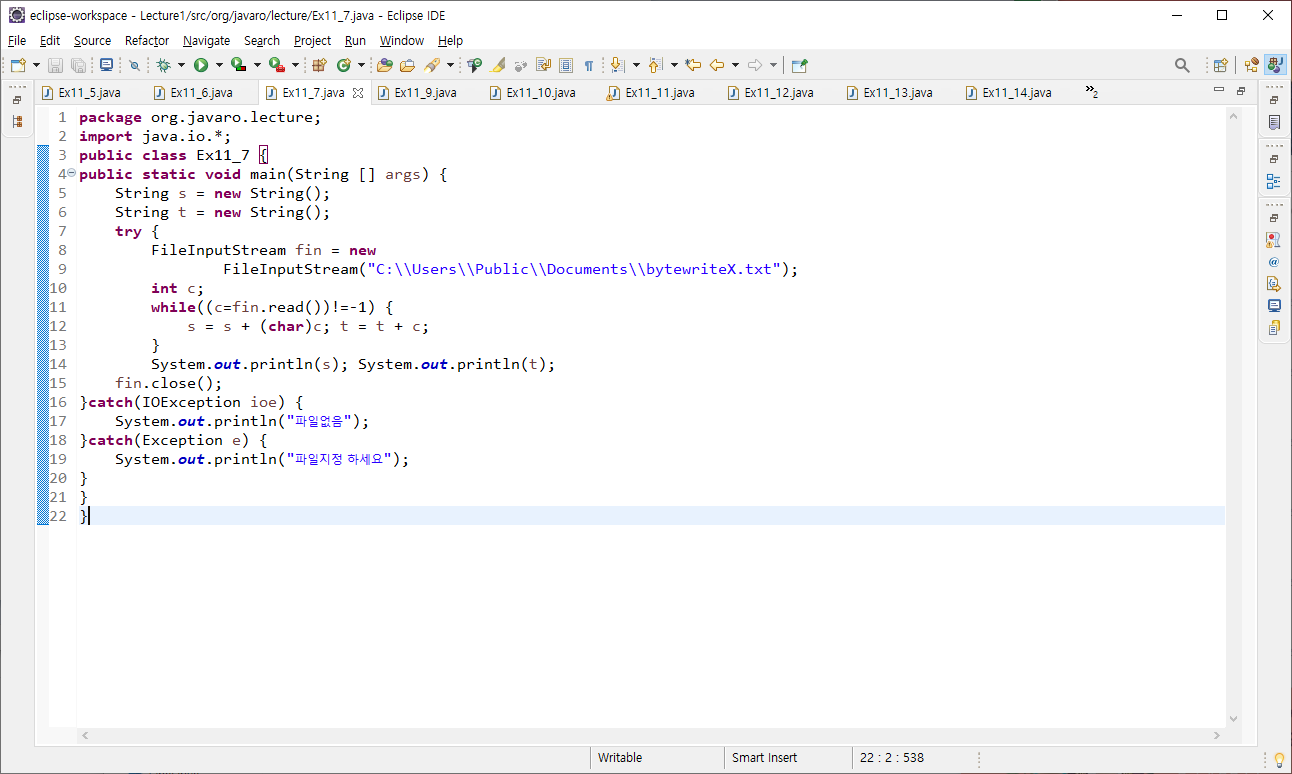 eclipse-workspace - Lecture1/src/org/javaro/lecture/Ex11_7.java - Eclipse IDE
File Edit Source Refactor Navigate Search Project Run Window Help
Ex11_5.java Ex11_6.java Ex11_7.java Ex11_9.java Ex11_10.java Ex11_11.java Ex11_12.java Ex11_13.java Ex11_14.java »2
1 package org.javaro.lecture;
2 import java.io.*;
3 public class Ex11_7 {
4 public static void main(String [] args) {
5     String s = new String();
6     String t = new String();
7     try {
8         FileInputStream fin = new
9                 FileInputStream("C:\\Users\\Public\\Documents\\bytewriteX.txt");
10         int c;
11         while((c=fin.read())!=-1) {
12             s = s + (char)c; t = t + c;
13         }
14         System.out.println(s); System.out.println(t);
15     fin.close();
16 }catch(IOException ioe) {
17     System.out.println("파일없음");
18 }catch(Exception e) {
19     System.out.println("파일지정 하세요");
20 }
21 }
22 }
Writable Smart Insert 22 : 2 : 538